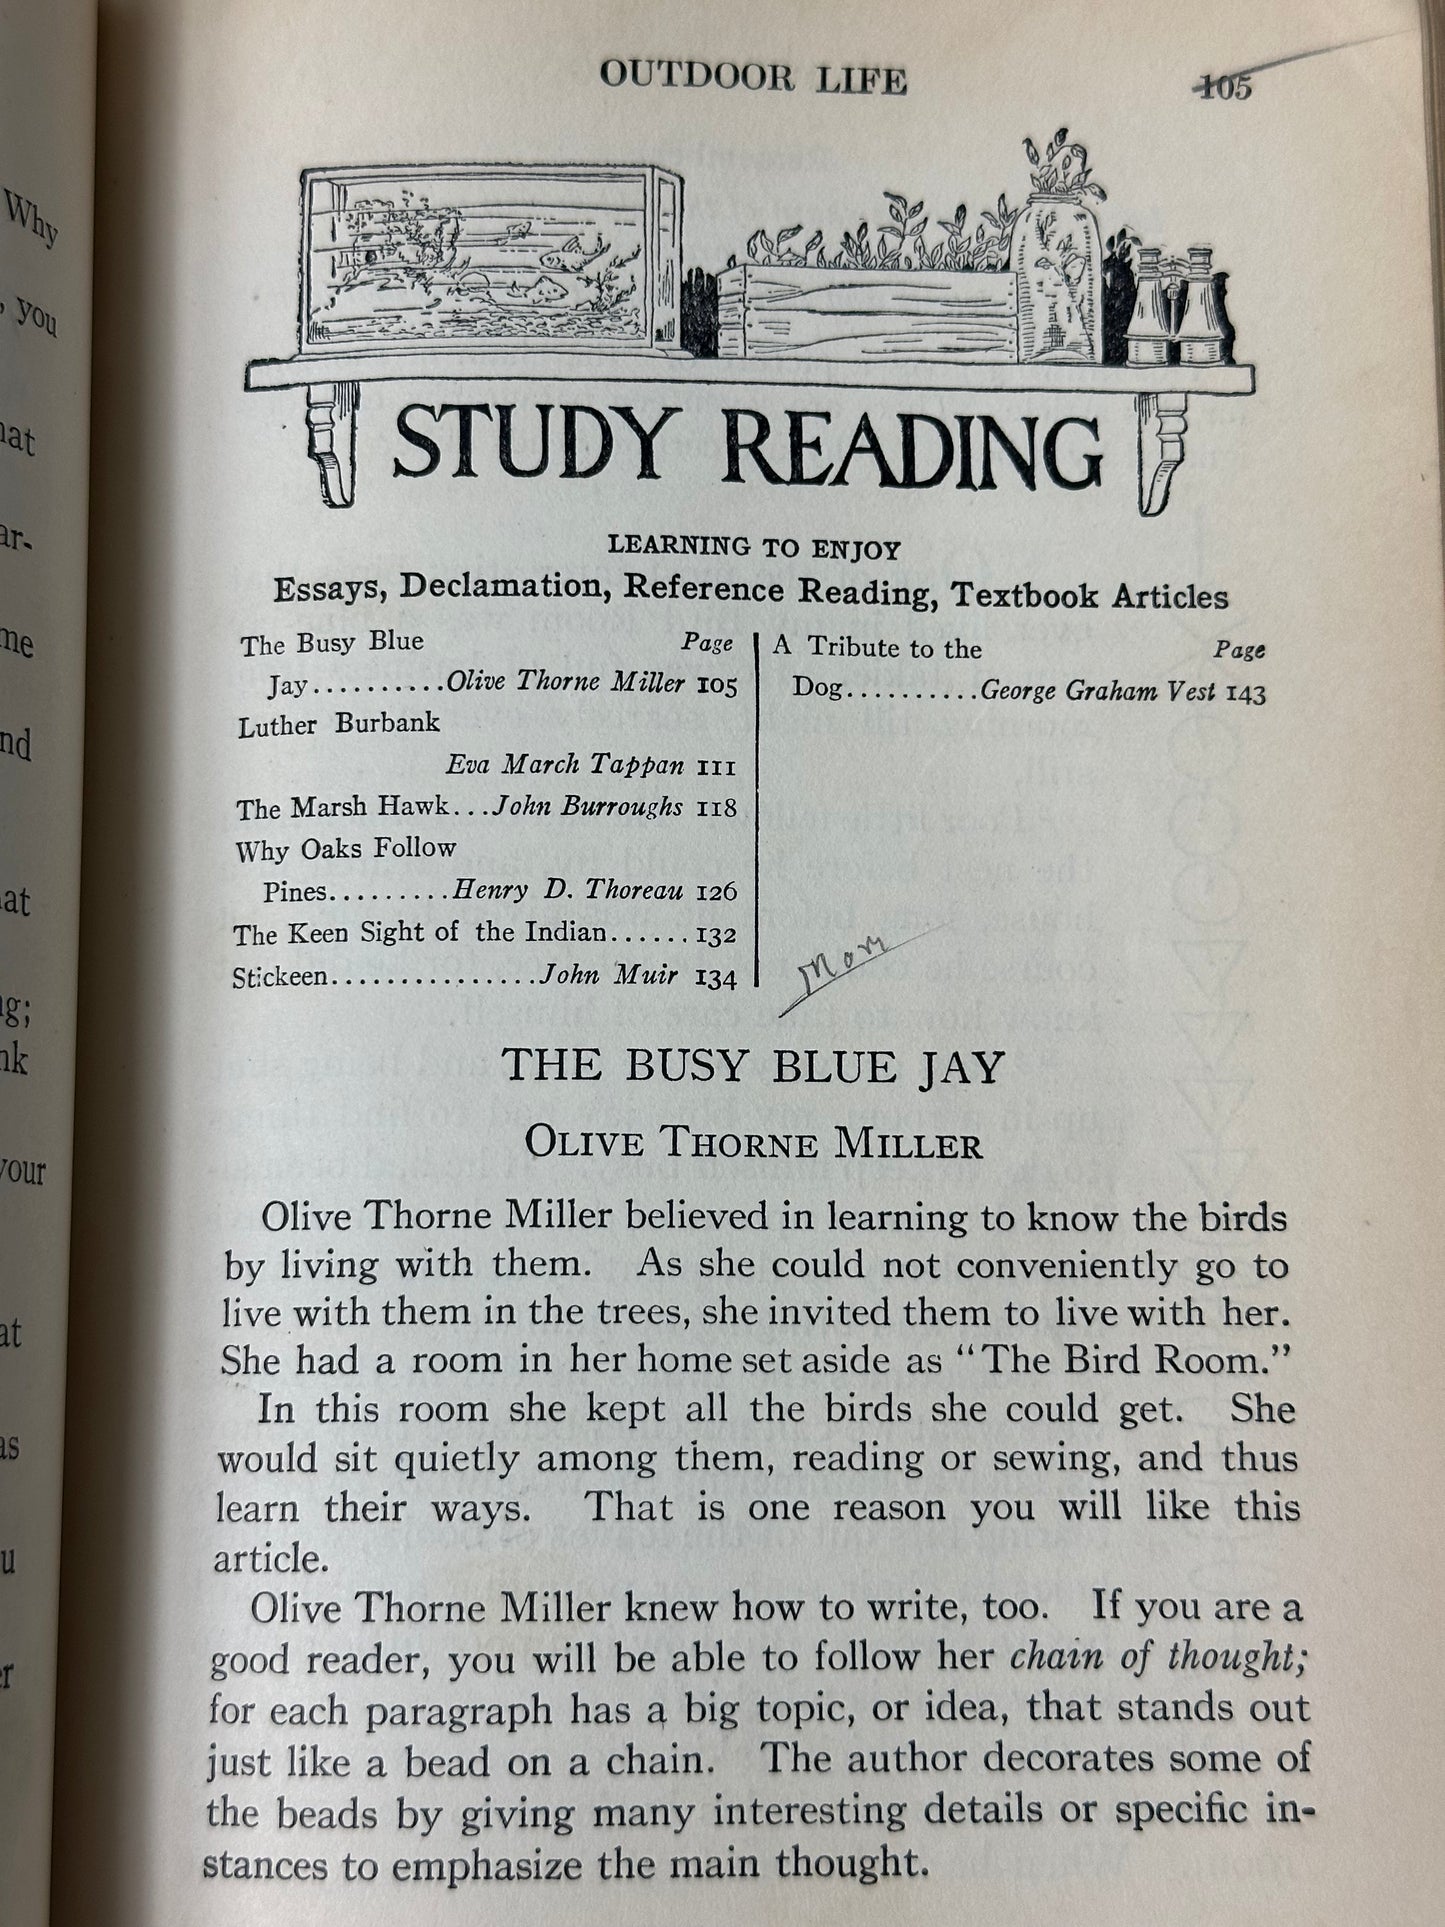 OUTDOOR LIFE
105
STUDY READING
LEARNING TO ENJOY
Essays, Declamation, Reference Reading, Textbook Articles
The Busy Blue Page
Jay..........Olive Thorne Miller 105
Luther Burbank
Eva March Tappan 111
The Marsh Hawk...John Burroughs 118
Why Oaks Follow
Pines.........Henry D. Thoreau 126
The Keen Sight of the Indian......132
Stickeen...............John Muir 134
A Tribute to the Page
Dog..........George Graham Vest 143
Mom
THE BUSY BLUE JAY
OLIVE THORNE MILLER
Olive Thorne Miller believed in learning to know the birds
by living with them. As she could not conveniently go to
live with them in the trees, she invited them to live with her.
She had a room in her home set aside as “The Bird Room.”
In this room she kept all the birds she could get. She
would sit quietly among them, reading or sewing, and thus
learn their ways. That is one reason you will like this
article.
Olive Thorne Miller knew how to write, too. If you are a
good reader, you will be able to follow her chain of thought;
for each paragraph has a big topic, or idea, that stands out
just like a bead on a chain. The author decorates some of
the beads by giving many interesting details or specific in-
stances to emphasize the main thought.
Why
, you
me
your